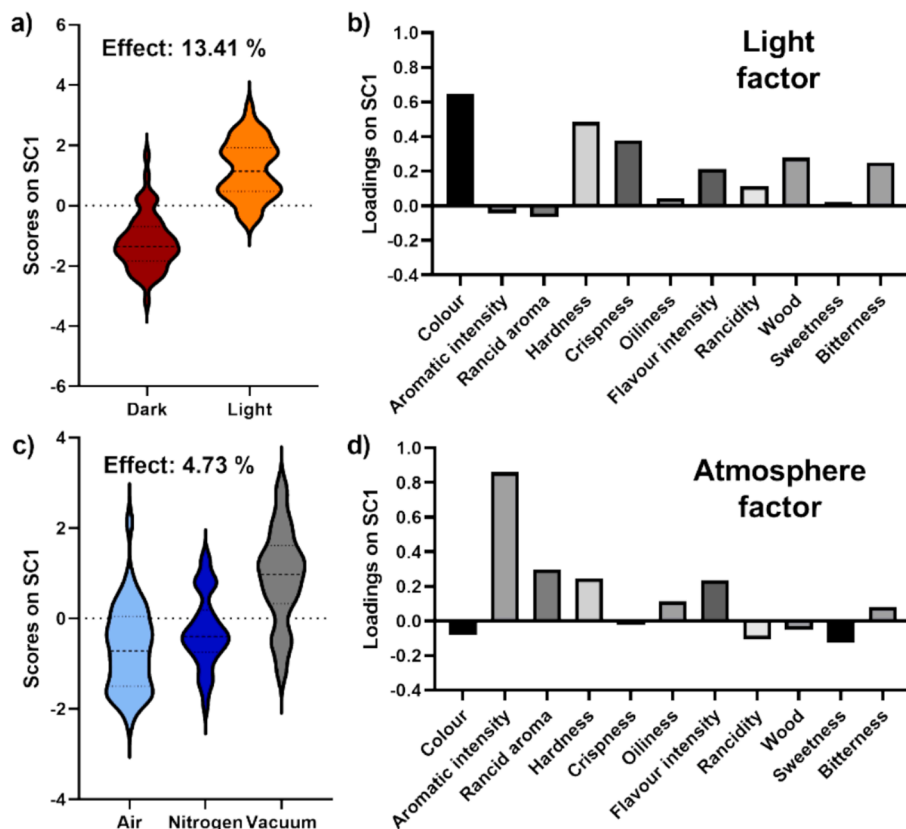 a)
Effect: 13.41 %
Scores on SC1
6
4
2
0
-2
-4
-6
Dark
Light
b)
Light
factor
Loadings on SC1
1.0
0.8
0.6
0.4
0.2
0.0
-0.2
-0.4
Colour
Aromatic intensity
Rancid aroma
Hardness
Crispness
Oiliness
Flavour intensity
Rancidity
Wood
Sweetness
Bitterness
c)
Effect: 4.73 %
Scores on SC1
4
2
0
-2
-4
Air
Nitrogen
Vacuum
d)
Atmosphere
factor
Loadings on SC1
1.0
0.8
0.6
0.4
0.2
0.0
-0.2
-0.4
Colour
Aromatic intensity
Rancid aroma
Hardness
Crispness
Oiliness
Flavour intensity
Rancidity
Wood
Sweetness
Bitterness